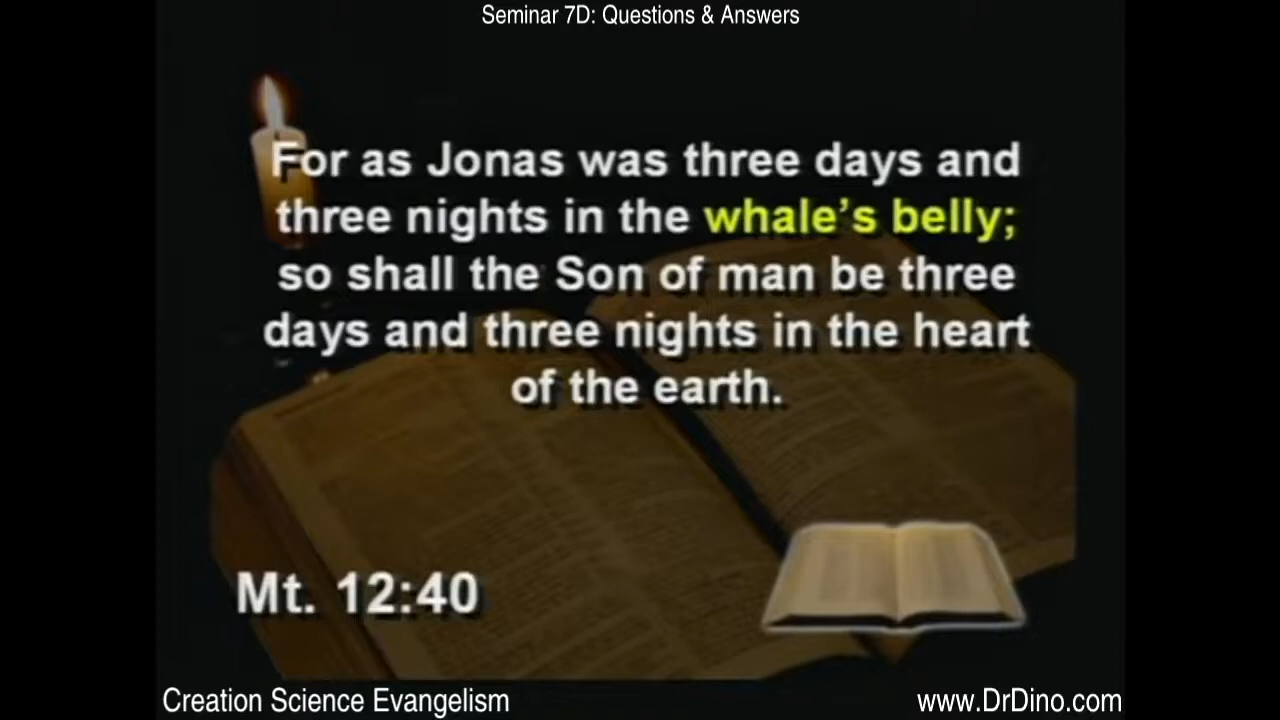 Seminar 7D: Questions & Answers
For as Jonas was three days and
three nights in the whale’s belly;
so shall the Son of man be three
days and three nights in the heart
of the earth.
Mt. 12:40
Creation Science Evangelism
www.DrDino.com